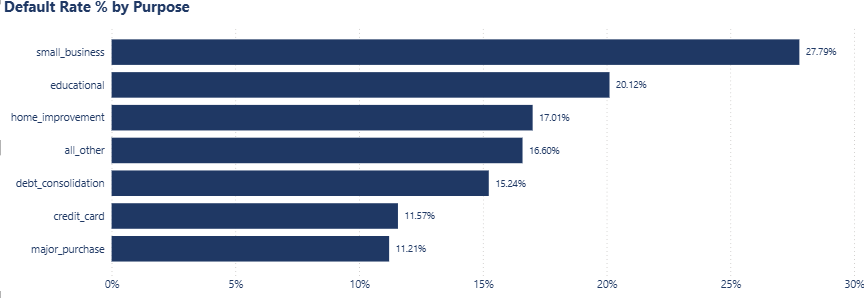 Default Rate % by Purpose
small_business 27.79%
educational 20.12%
home_improvement 17.01%
all_other 16.60%
debt_consolidation 15.24%
credit_card 11.57%
major_purchase 11.21%
0% 5% 10% 15% 20% 25% 30%